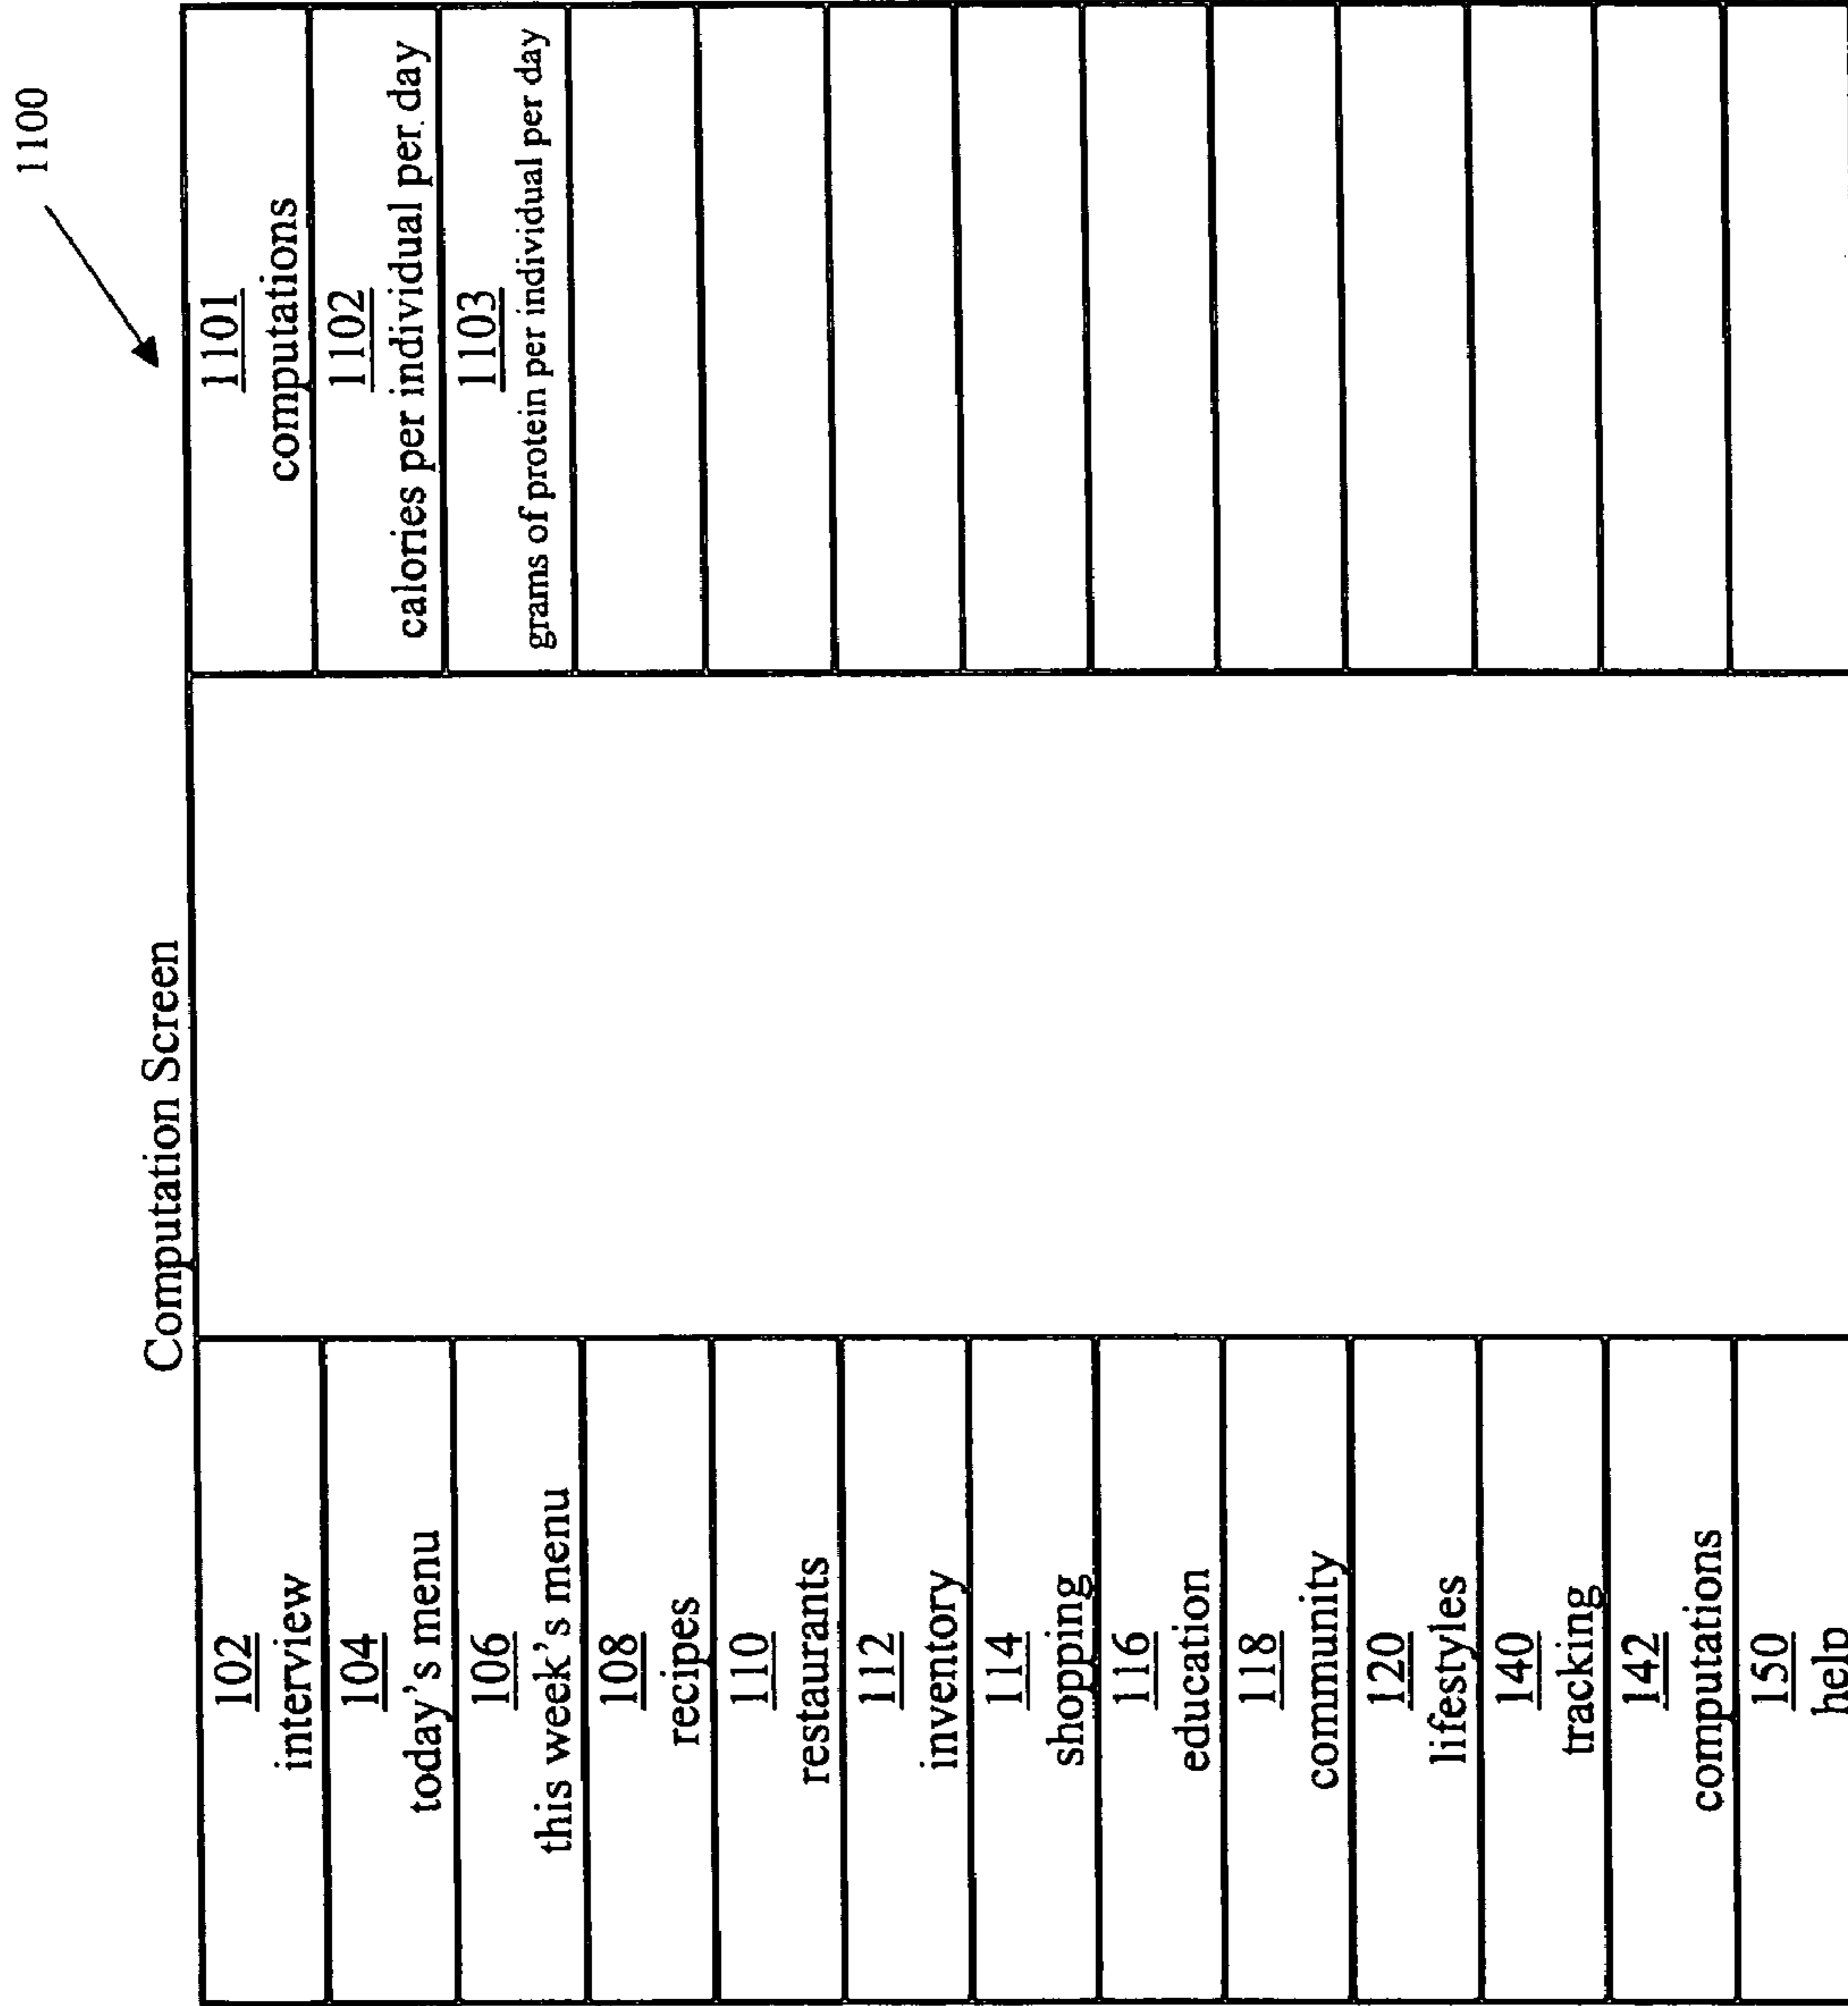 1100
Computation Screen
102
interview
104
today's menu
106
this week's menu
108
recipes
110
restaurants
112
inventory
114
shopping
116
education
118
community
120
lifestyles
140
tracking
142
computations
150
help
1101
computations
1102
calories per individual per day
1103
grams of protein per individual per day